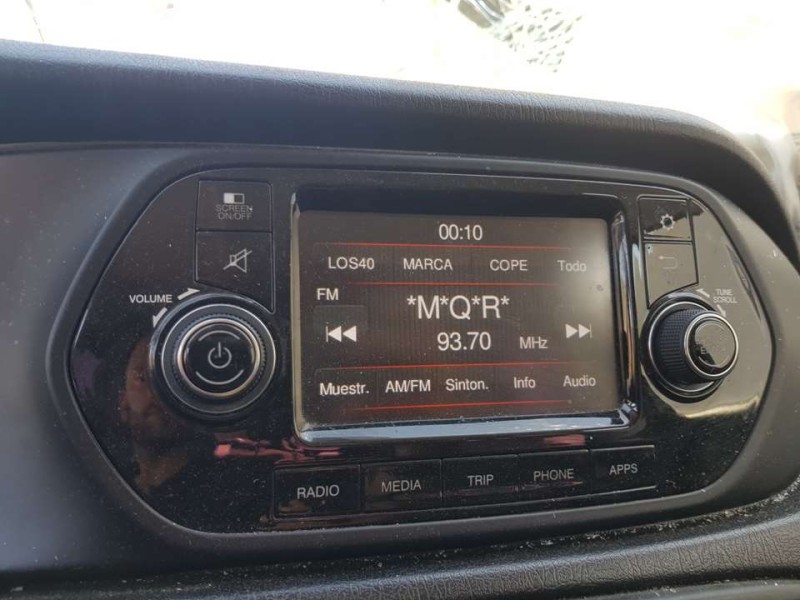 SCREEN
ON/OFF
00:10
LOS40 MARCA COPE Todo
VOLUME
FM
*M*Q*R*
93.70 MHz
TUNE
SCROLL
Muestr. AM/FM Sinton. Info Audio
RADIO MEDIA TRIP PHONE APPS